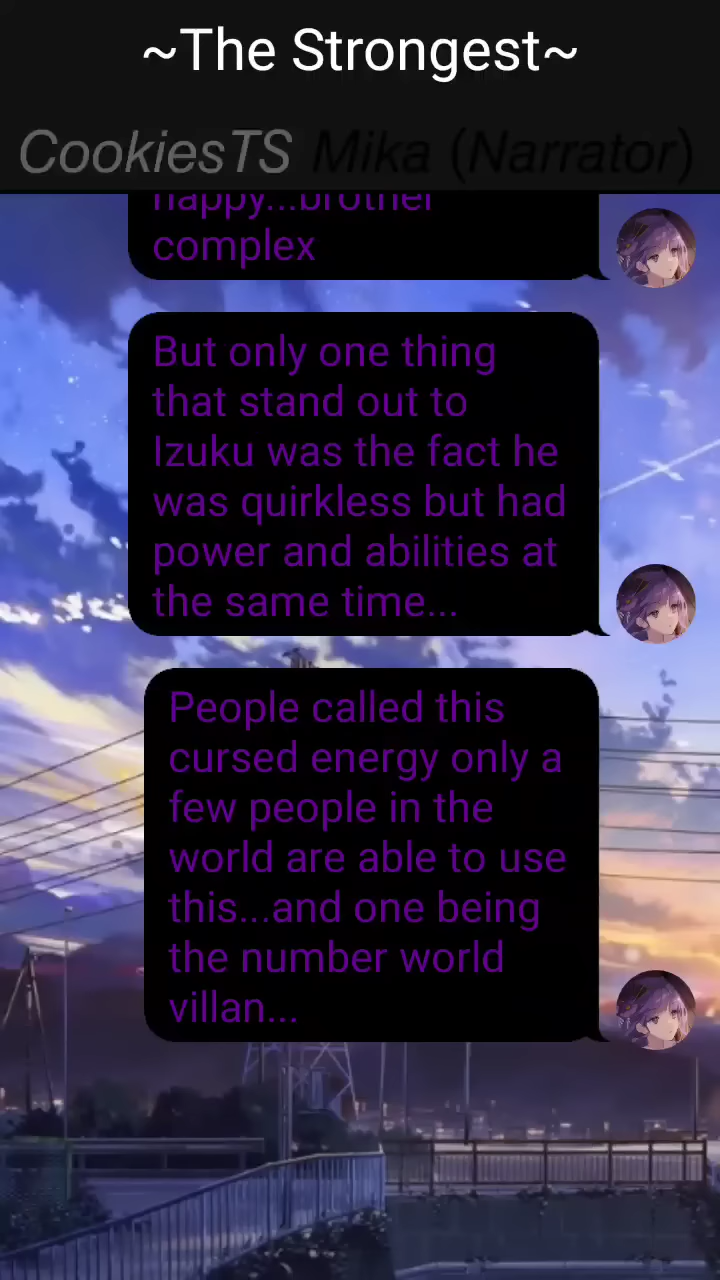 ~The Strongest~
CookiesTS Mika (Narrator)
happy...brother
complex
But only one thing
that stand out to
Izuku was the fact he
was quirkless but had
power and abilities at
the same time...
People called this
cursed energy only a
few people in the
world are able to use
this...and one being
the number world
villan...